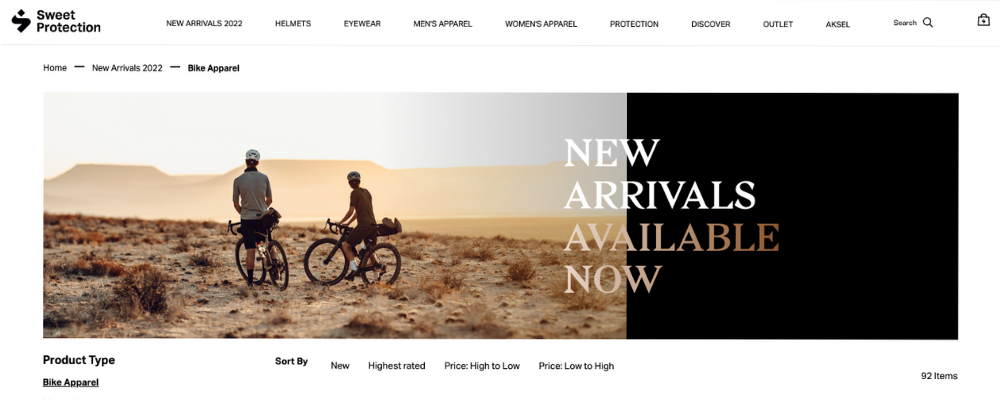 Sweet
Protection
NEW ARRIVALS 2022 HELMETS EYEWEAR MEN'S APPAREL WOMEN'S APPAREL PROTECTION DISCOVER OUTLET AKSEL Search
Home — New Arrivals 2022 — Bike Apparel
NEW
ARRIVALS
AVAILABLE
NOW
Product Type
Sort By New Highest rated Price: High to Low Price: Low to High
92 Items
Bike Apparel